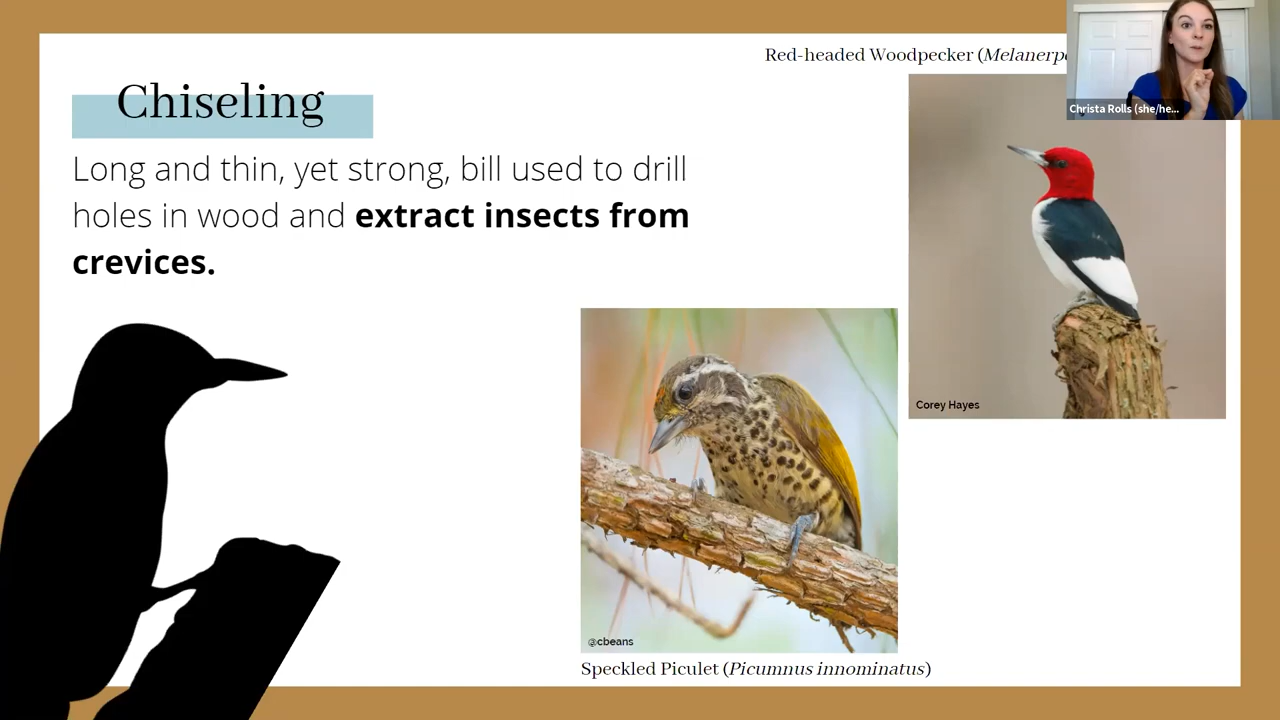 Red-headed Woodpecker (
Christa Rolls (she/he...
Chiseling
Long and thin, yet strong, bill used to drill
holes in wood and extract insects from
crevices.
Corey Hayes
@cbeans
Speckled Piculet (Picumnus innominatus)